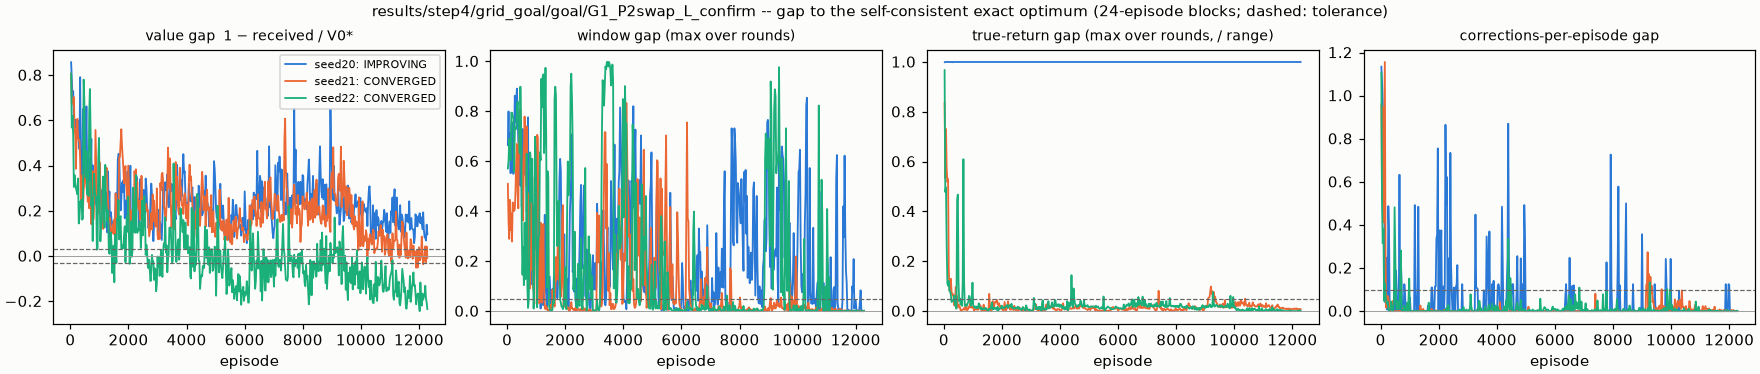 results/step4/grid_goal/goal/G1_P2swap_L_confirm -- gap to the self-consistent exact optimum (24-episode blocks; dashed: tolerance)
value gap  1 − received / V0*
0.8
0.6
0.4
0.2
0.0
−0.2
seed20: IMPROVING
seed21: CONVERGED
seed22: CONVERGED
0 2000 4000 6000 8000 10000 12000
episode
window gap (max over rounds)
1.0
0.8
0.6
0.4
0.2
0.0
0 2000 4000 6000 8000 10000 12000
episode
true-return gap (max over rounds, / range)
1.0
0.8
0.6
0.4
0.2
0.0
0 2000 4000 6000 8000 10000 12000
episode
corrections-per-episode gap
1.2
1.0
0.8
0.6
0.4
0.2
0.0
0 2000 4000 6000 8000 10000 12000
episode